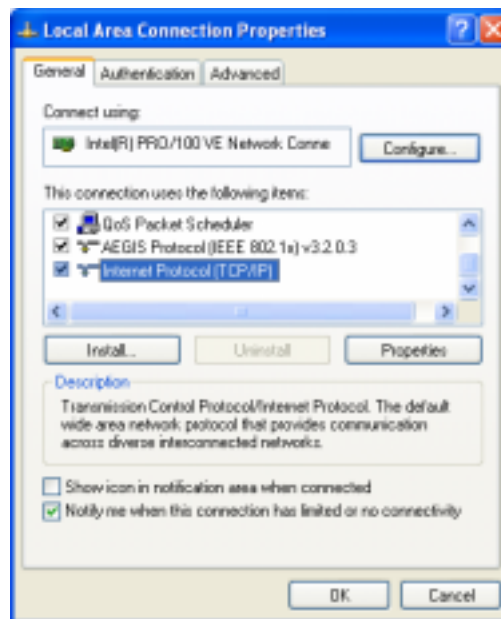 Local Area Connection Properties
General Authentication Advanced
Connect using:
Intel(R) PRO/100 VE Network Conne
Configure...
This connection uses the following items:
QoS Packet Scheduler
AEGIS Protocol (IEEE 802.1x) v3.2.0.3
Internet Protocol (TCP/IP)
Install... Uninstall Properties
Description
Transmission Control Protocol/Internet Protocol. The default
wide area network protocol that provides communication
across diverse interconnected networks.
Show icon in notification area when connected
Notify me when this connection has limited or no connectivity
OK Cancel